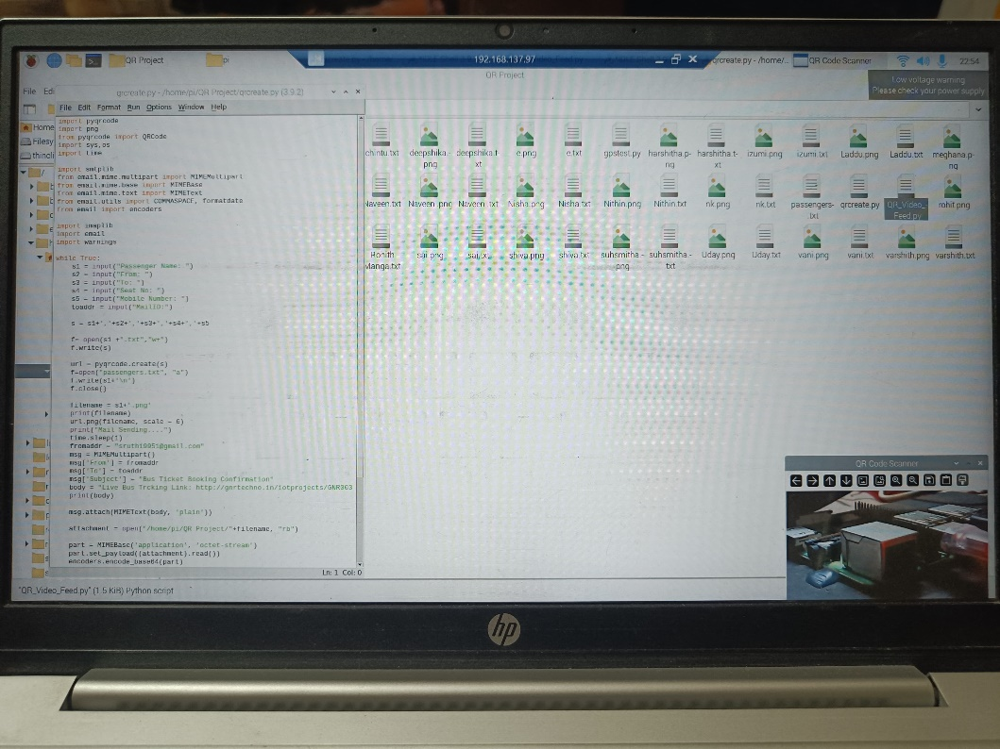 QR Project
pi
192.168.137.97
qrcreate.py - /home/...
QR Code Scanner
22:54
QR Project
Low voltage warning
Please check your power supply
File
qrcreate.py - /home/pi/QR Project/qrcreate.py (3.9.2)
File Edit Format Run Options Window Help
import pyqrcode
import png
from pyqrcode import QRCode
import sys,os
import time
import smtplib
from email.mime.multipart import MIMEMultipart
from email.mime.base import MIMEBase
from email.mime.text import MIMEText
from email.utils import COMMASPACE, formatdate
from email import encoders
import imaplib
import email
import warnings
while True:
s1 = input("Passenger Name: ")
s2 = input("From: ")
s3 = input("To: ")
s4 = input("Seat No: ")
s5 = input("Mobile Number: ")
toaddr = input("MailID:")
s = s1+','+s2+','+s3+','+s4+','+s5
f= open(s1 +".txt","w+")
f.write(s)
url = pyqrcode.create(s)
f=open("passengers.txt", "a")
f.write(s1+'\n')
f.close()
filename = s1+'.png'
print(filename)
url.png(filename, scale = 6)
print("Mail Sending....")
time.sleep(1)
fromaddr = "sruthi9951@gmail.com"
msg = MIMEMultipart()
msg['From'] = fromaddr
msg['To'] = toaddr
msg['Subject'] = "Bus Ticket Booking Confirmation"
body = "Live Bus Trcking Link: http://gnrtechno.in/iotprojects/GNR003
print(body)
msg.attach(MIMEText(body, 'plain'))
attachment = open("/home/pi/QR Project/"+filename, "rb")
part = MIMEBase('application', 'octet-stream')
part.set_payload((attachment).read())
encoders.encode_base64(part)
Ln: 1 Col: 0
Home
Filesy
thincli
/
chintu.txt deepshika.png deepshika.txt e.png e.txt gpstest.py harshitha.png harshitha.txt izumi.png izumi.txt Laddu.png Laddu.txt meghana.png
Naveen.txt Naveen .png Naveen .txt Nisha.png Nisha.txt Nithin.png Nithin.txt nk.png nk.txt passengers.txt qrcreate.py QR_Video_Feed.py rohif.png
Rohith Manga.txt sai.png sai.txt shiva.png shiva.txt suhsmitha.png suhsmitha.txt Uday.png Uday.txt vani.png vani.txt varshith.png varshith.txt
QR Code Scanner
"QR_Video_Feed.py" (1.5 KiB) Python script
hp